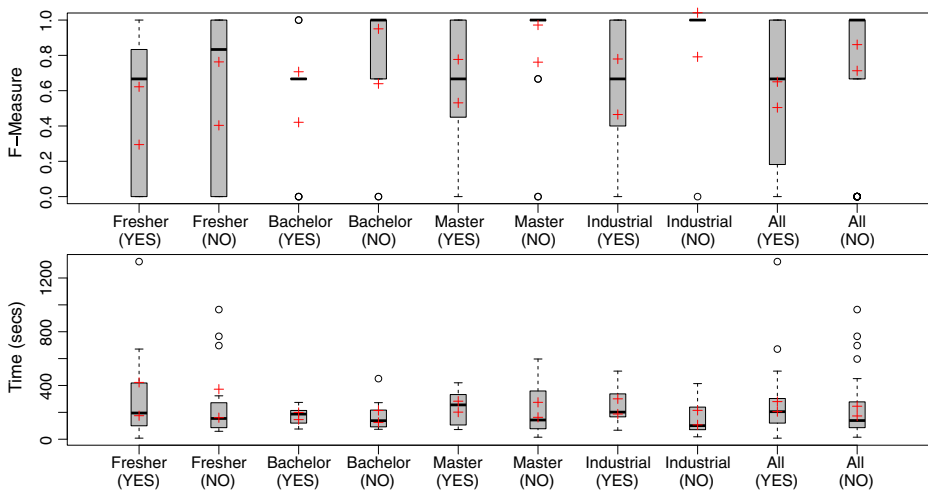 F−Measure
1.0
0.8
0.6
0.4
0.2
0.0
Fresher Fresher Bachelor Bachelor Master Master Industrial Industrial All All
(YES) (NO) (YES) (NO) (YES) (NO) (YES) (NO) (YES) (NO)
Time (secs)
1200
800
400
0
Fresher Fresher Bachelor Bachelor Master Master Industrial Industrial All All
(YES) (NO) (YES) (NO) (YES) (NO) (YES) (NO) (YES) (NO)